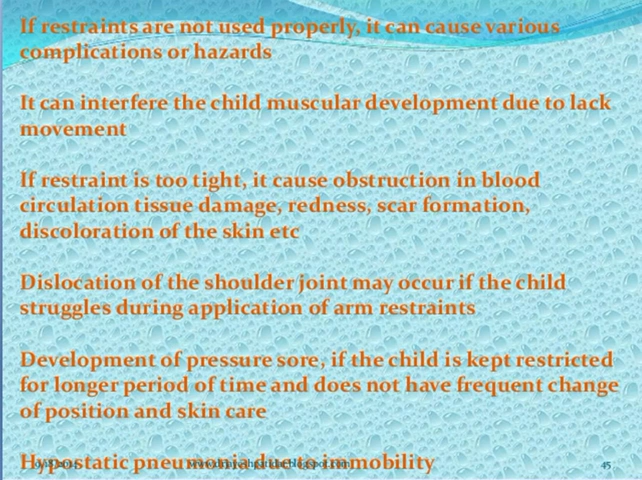 If restraints are not used properly, it can cause various
complications or hazards
It can interfere the child muscular development due to lack
movement
If restraint is too tight, it cause obstruction in blood
circulation tissue damage, redness, scar formation,
discoloration of the skin etc
Dislocation of the shoulder joint may occur if the child
struggles during application of arm restraints
Development of pressure sore, if the child is kept restricted
for longer period of time and does not have frequent change
of position and skin care
Hypostatic pneumonia due to immobility
45